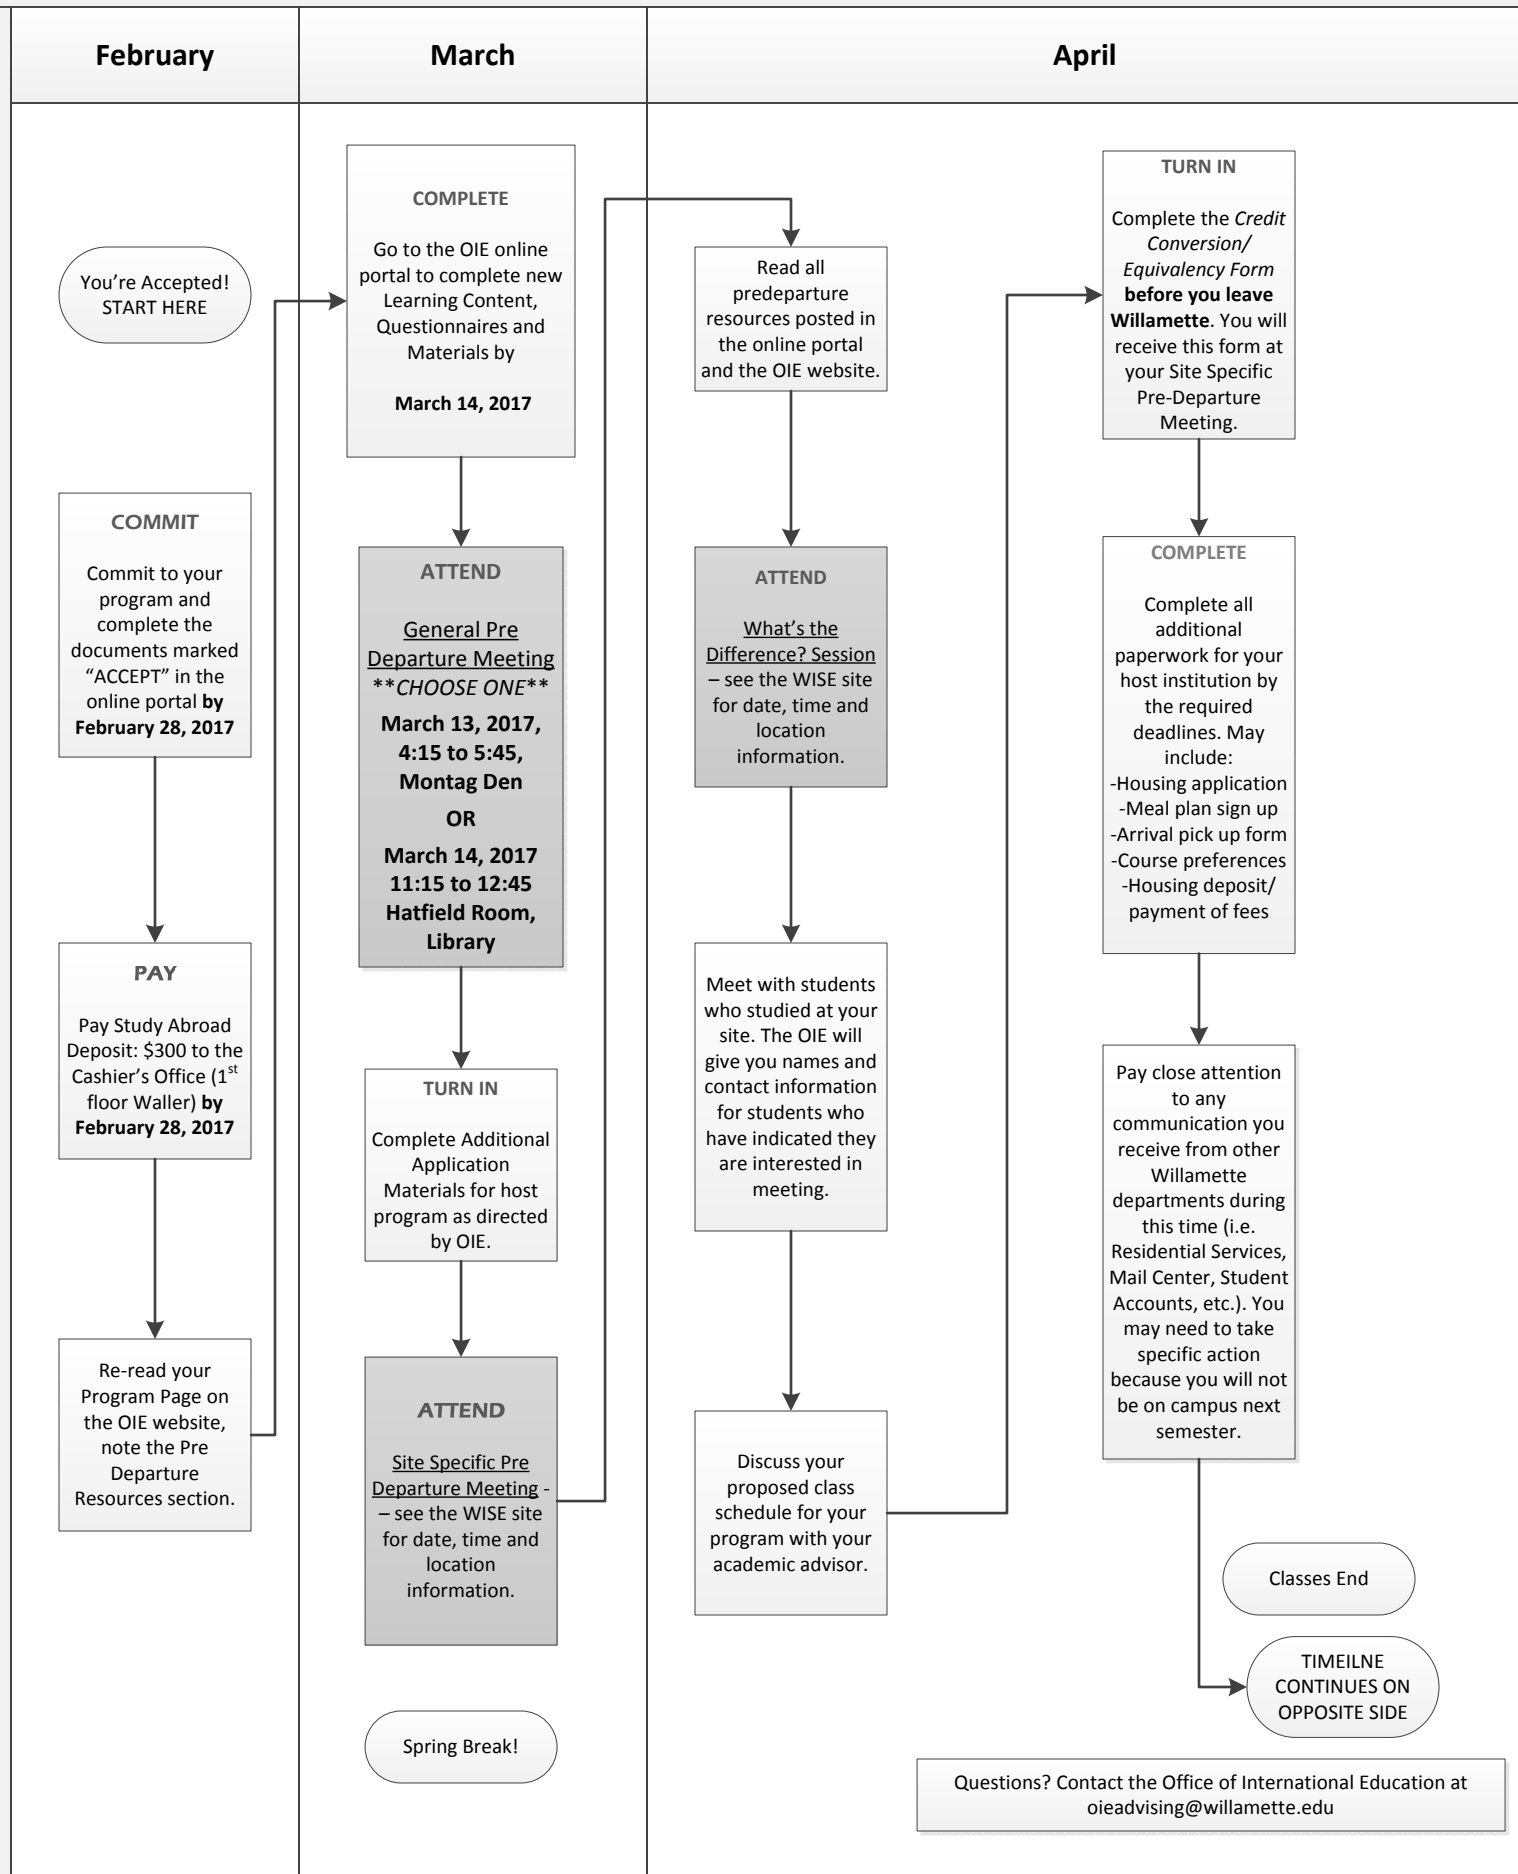 February
March
April
You're Accepted!
START HERE
COMMIT
Commit to your
program and
complete the
documents marked
“ACCEPT” in the
online portal by
February 28, 2017
PAY
Pay Study Abroad
Deposit: $300 to the
Cashier's Office (1st
floor Waller) by
February 28, 2017
Re-read your
Program Page on
the OIE website,
note the Pre
Departure
Resources section.
COMPLETE
Go to the OIE online
portal to complete new
Learning Content,
Questionnaires and
Materials by
March 14, 2017
ATTEND
General Pre
Departure Meeting
**CHOOSE ONE**
March 13, 2017,
4:15 to 5:45,
Montag Den
OR
March 14, 2017
11:15 to 12:45
Hatfield Room,
Library
TURN IN
Complete Additional
Application
Materials for host
program as directed
by OIE.
ATTEND
Site Specific Pre
Departure Meeting -
– see the WISE site
for date, time and
location
information.
Spring Break!
Read all
predeparture
resources posted in
the online portal
and the OIE website.
ATTEND
What's the
Difference? Session
– see the WISE site
for date, time and
location
information.
Meet with students
who studied at your
site. The OIE will
give you names and
contact information
for students who
have indicated they
are interested in
meeting.
Discuss your
proposed class
schedule for your
program with your
academic advisor.
TURN IN
Complete the Credit
Conversion/
Equivalency Form
before you leave
Willamette. You will
receive this form at
your Site Specific
Pre-Departure
Meeting.
COMPLETE
Complete all
additional
paperwork for your
host institution by
the required
deadlines. May
include:
-Housing application
-Meal plan sign up
-Arrival pick up form
-Course preferences
-Housing deposit/
payment of fees
Pay close attention
to any
communication you
receive from other
Willamette
departments during
this time (i.e.
Residential Services,
Mail Center, Student
Accounts, etc.). You
may need to take
specific action
because you will not
be on campus next
semester.
Classes End
TIMEILNE
CONTINUES ON
OPPOSITE SIDE
Questions? Contact the Office of International Education at
oieadvising@willamette.edu